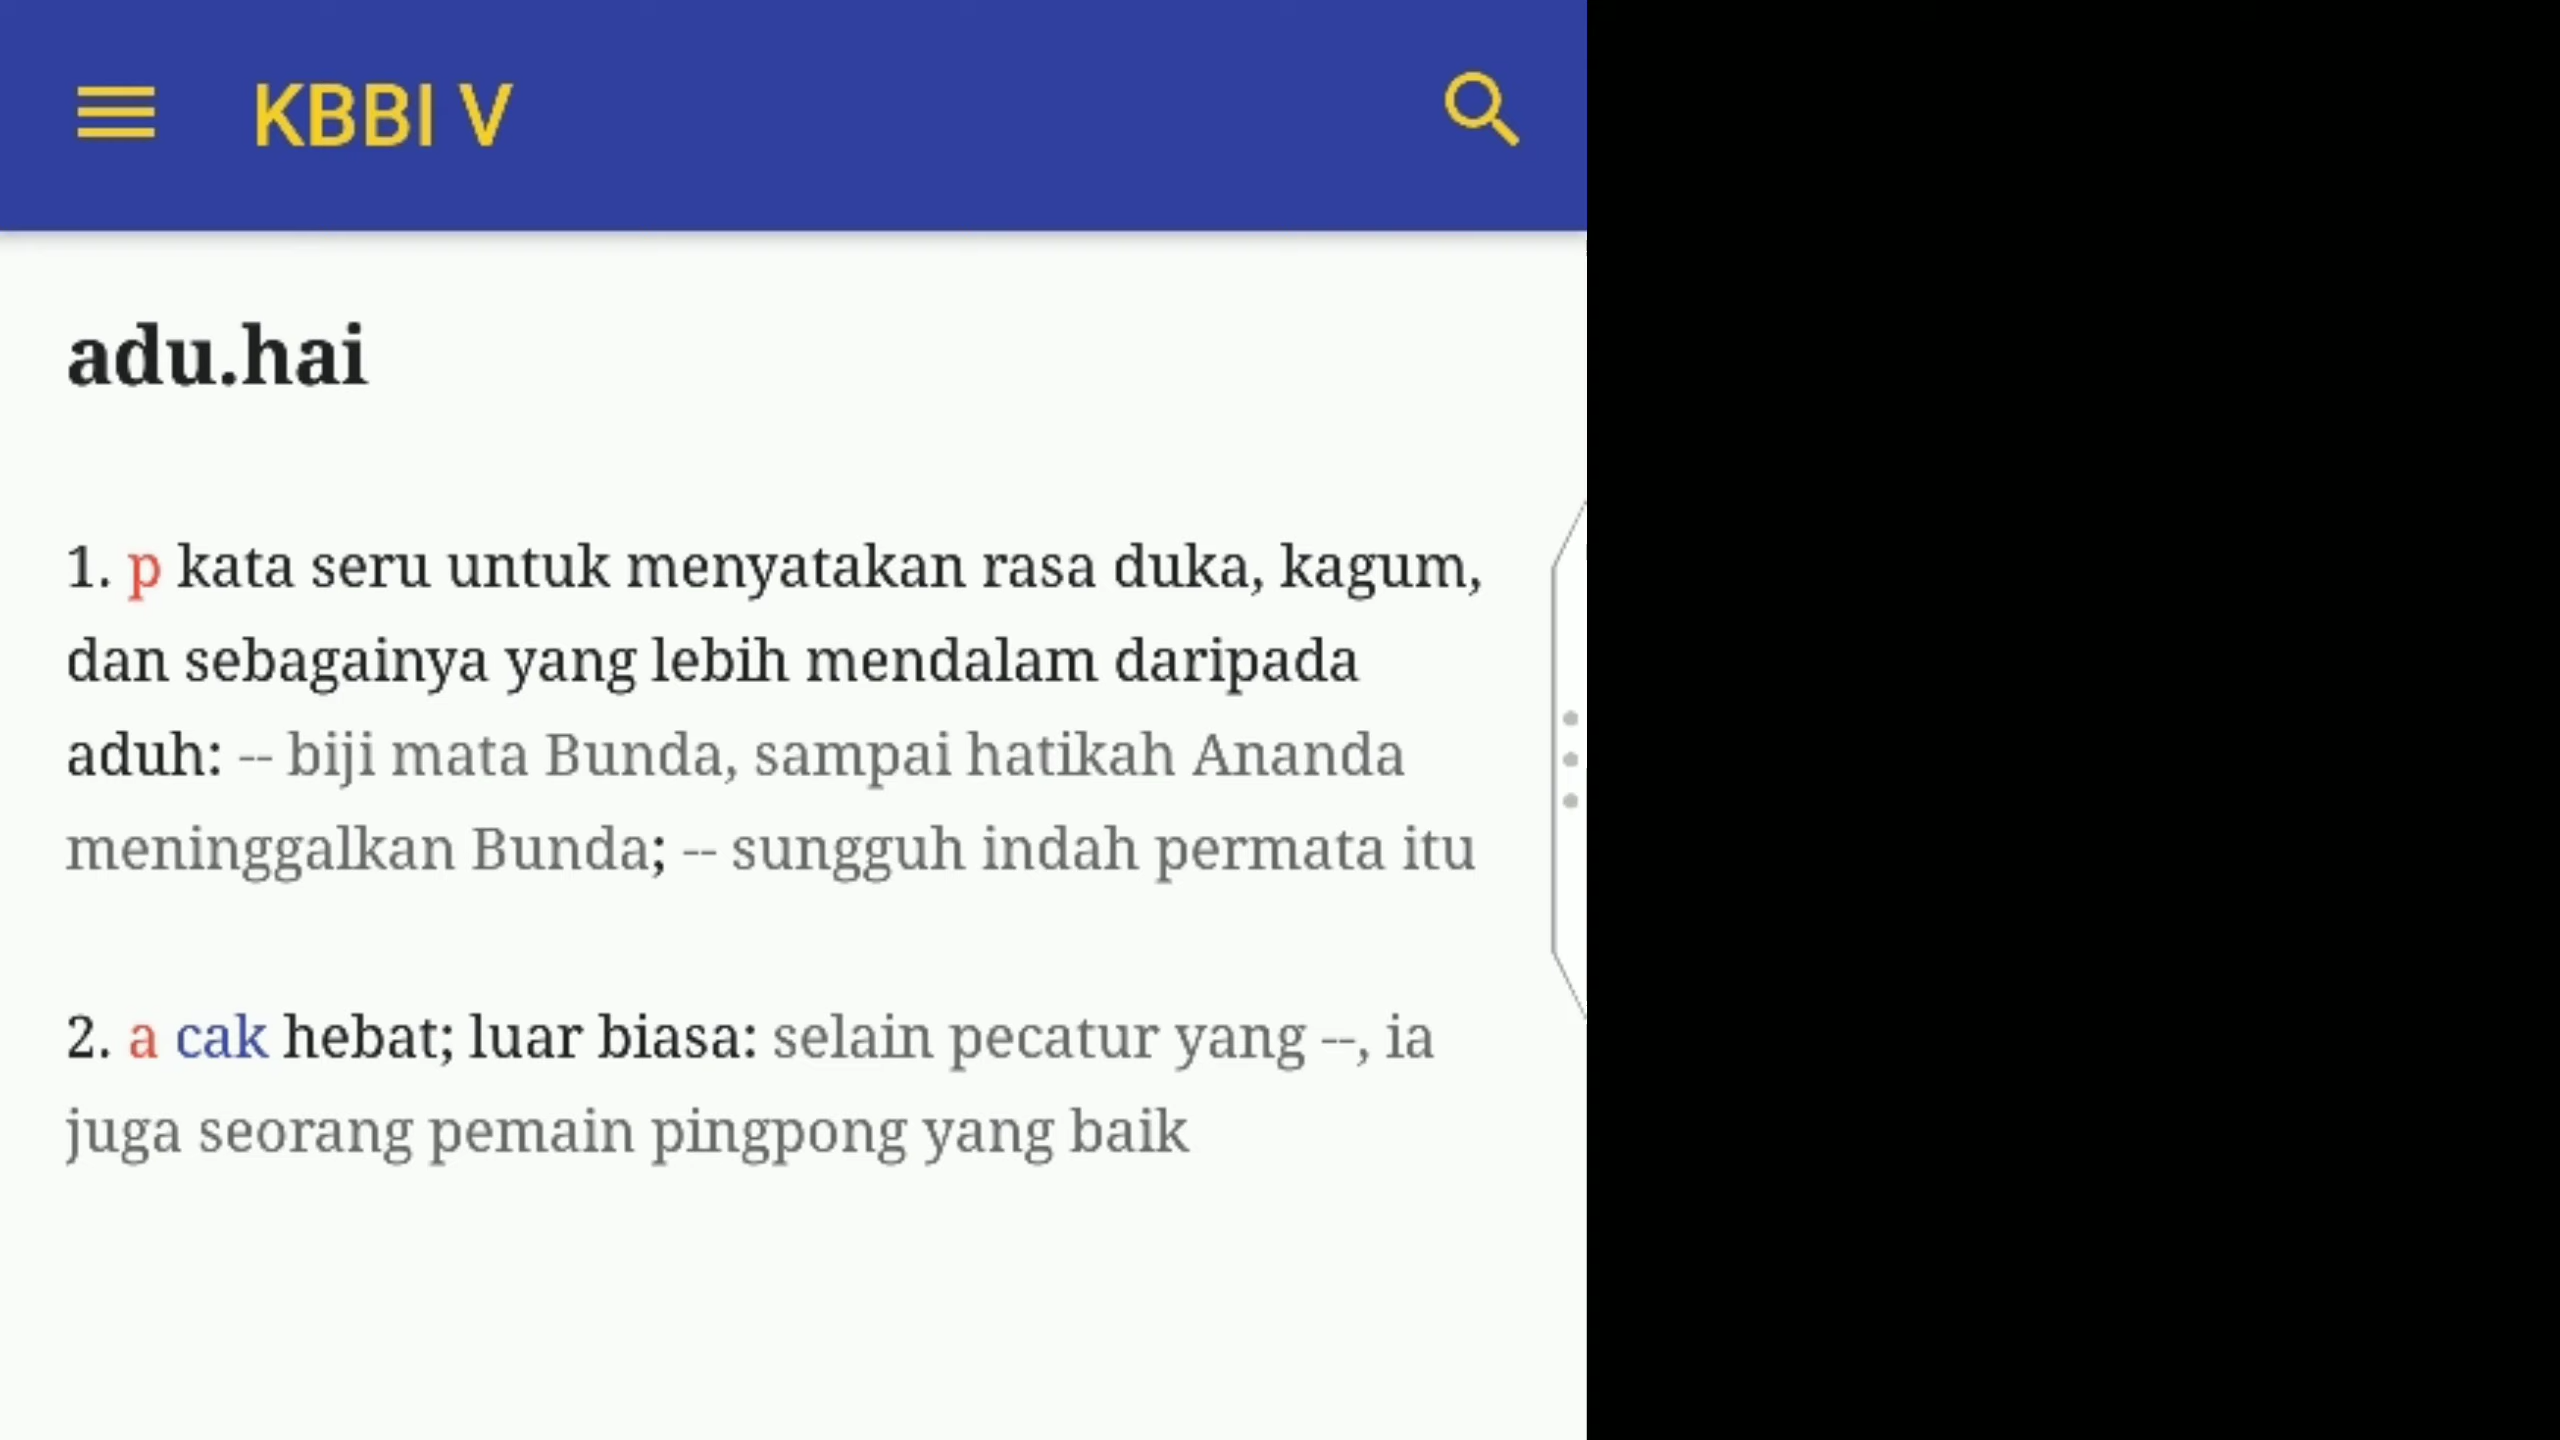 KBBI V
adu.hai
1. p kata seru untuk menyatakan rasa duka, kagum,
dan sebagainya yang lebih mendalam daripada
aduh: -- biji mata Bunda, sampai hatikah Ananda
meninggalkan Bunda; -- sungguh indah permata itu
2. a cak hebat; luar biasa: selain pecatur yang --, ia
juga seorang pemain pingpong yang baik